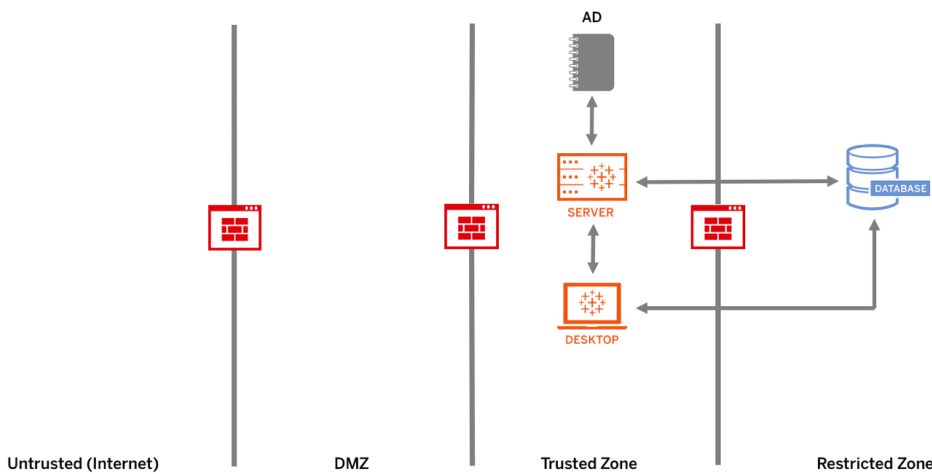 AD
SERVER
DATABASE
DESKTOP
Untrusted (Internet)
DMZ
Trusted Zone
Restricted Zone